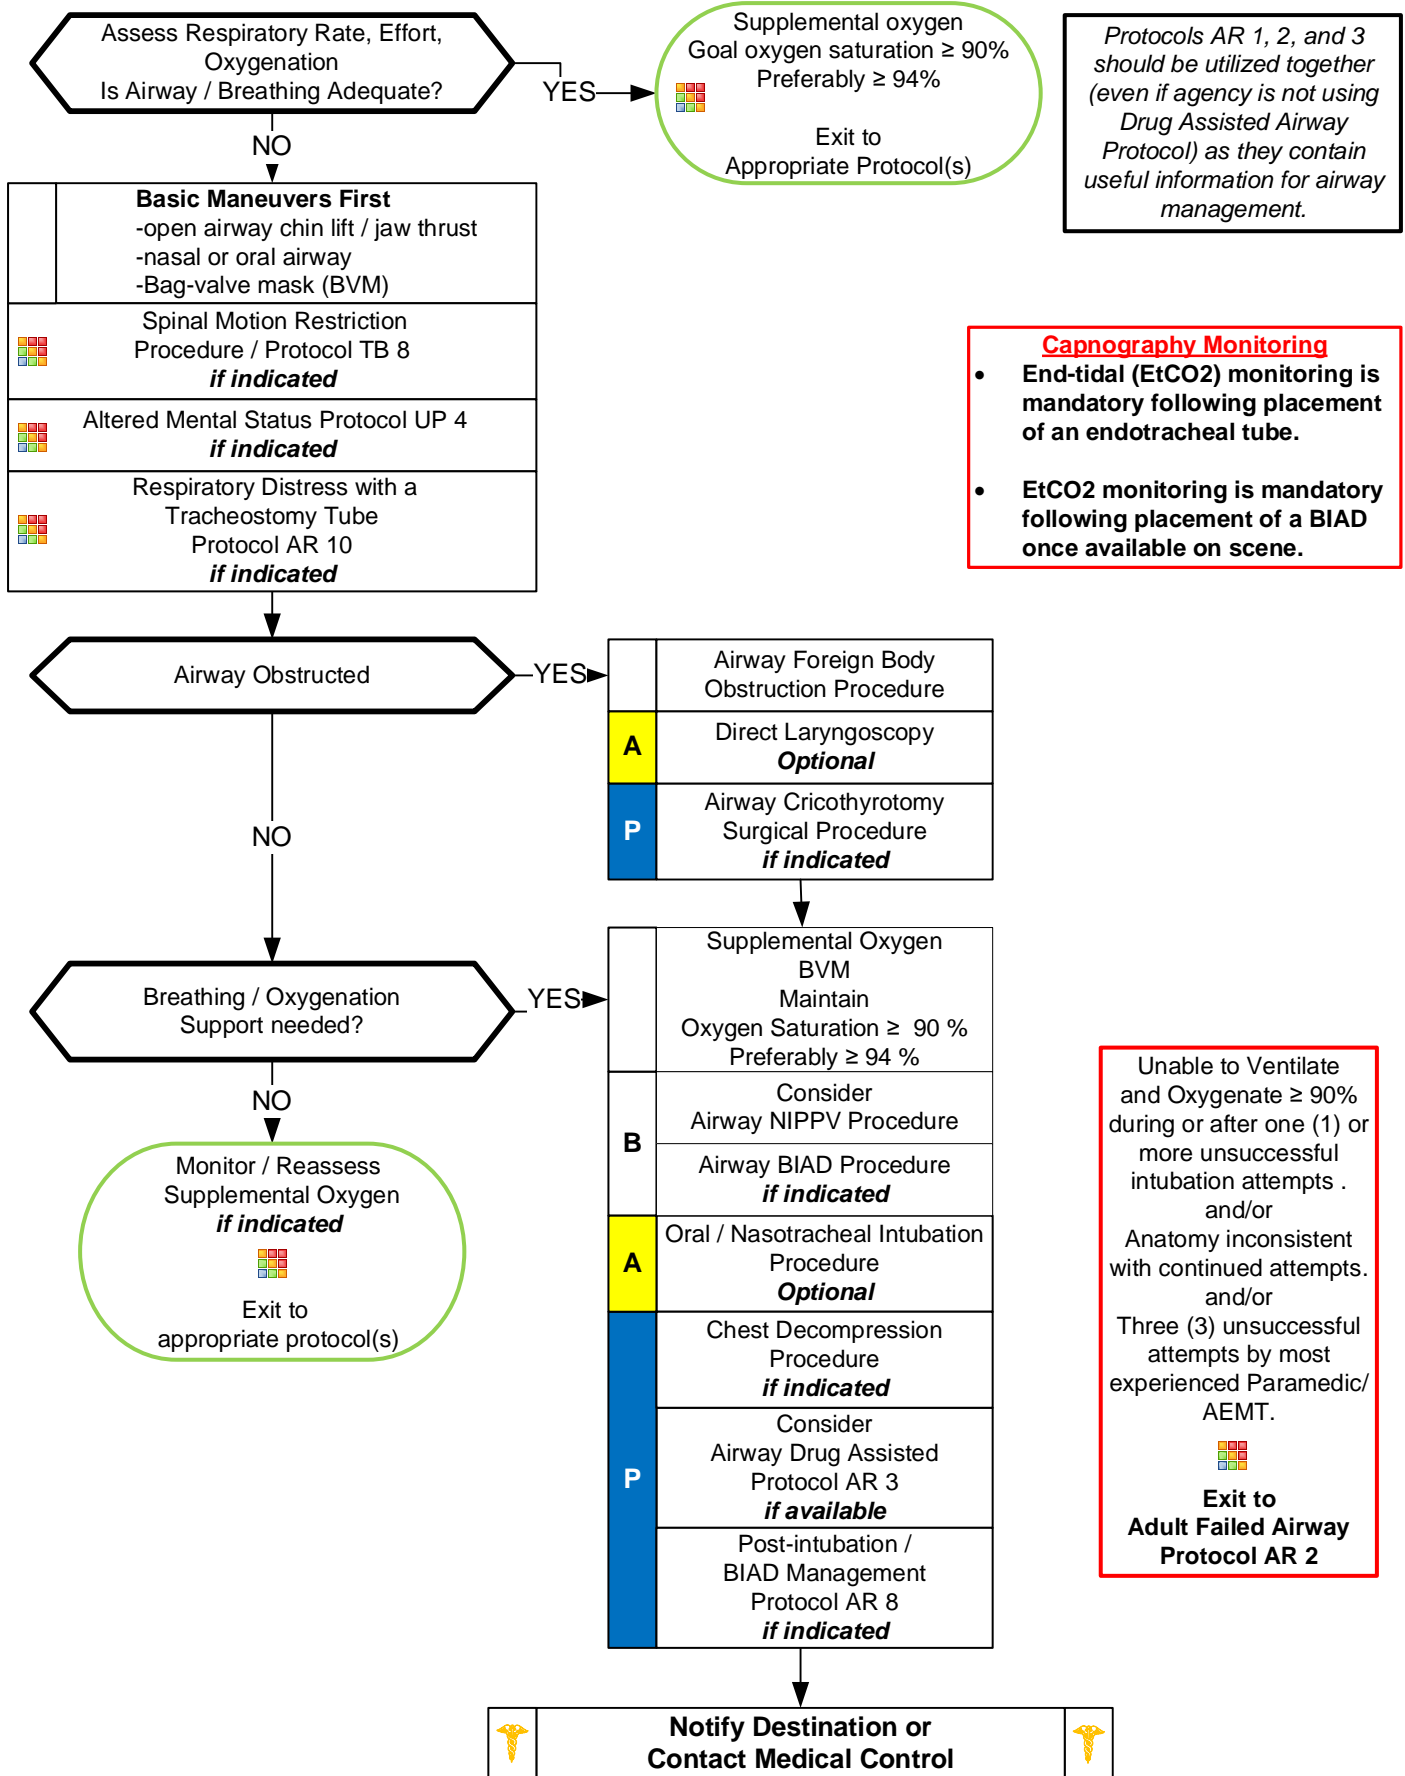 Assess Respiratory Rate, Effort,
Oxygenation
Is Airway / Breathing Adequate?
YES
Supplemental oxygen
Goal oxygen saturation ≥ 90%
Preferably ≥ 94%
Exit to
Appropriate Protocol(s)
Protocols AR 1, 2, and 3
should be utilized together
(even if agency is not using
Drug Assisted Airway
Protocol) as they contain
useful information for airway
management.
NO
Basic Maneuvers First
-open airway chin lift / jaw thrust
-nasal or oral airway
-Bag-valve mask (BVM)
Spinal Motion Restriction
Procedure / Protocol TB 8
if indicated
Altered Mental Status Protocol UP 4
if indicated
Respiratory Distress with a
Tracheostomy Tube
Protocol AR 10
if indicated
Capnography Monitoring
• End-tidal (EtCO2) monitoring is
mandatory following placement
of an endotracheal tube.
• EtCO2 monitoring is mandatory
following placement of a BIAD
once available on scene.
Airway Obstructed
YES
Airway Foreign Body
Obstruction Procedure
A
Direct Laryngoscopy
Optional
P
Airway Cricothyrotomy
Surgical Procedure
if indicated
NO
Breathing / Oxygenation
Support needed?
YES
Supplemental Oxygen
BVM
Maintain
Oxygen Saturation ≥ 90 %
Preferably ≥ 94 %
B
Consider
Airway NIPPV Procedure
Airway BIAD Procedure
if indicated
A
Oral / Nasotracheal Intubation
Procedure
Optional
P
Chest Decompression
Procedure
if indicated
Consider
Airway Drug Assisted
Protocol AR 3
if available
Post-intubation /
BIAD Management
Protocol AR 8
if indicated
NO
Monitor / Reassess
Supplemental Oxygen
if indicated
Exit to
appropriate protocol(s)
Unable to Ventilate
and Oxygenate ≥ 90%
during or after one (1) or
more unsuccessful
intubation attempts .
and/or
Anatomy inconsistent
with continued attempts.
and/or
Three (3) unsuccessful
attempts by most
experienced Paramedic/
AEMT.
Exit to
Adult Failed Airway
Protocol AR 2
Notify Destination or
Contact Medical Control